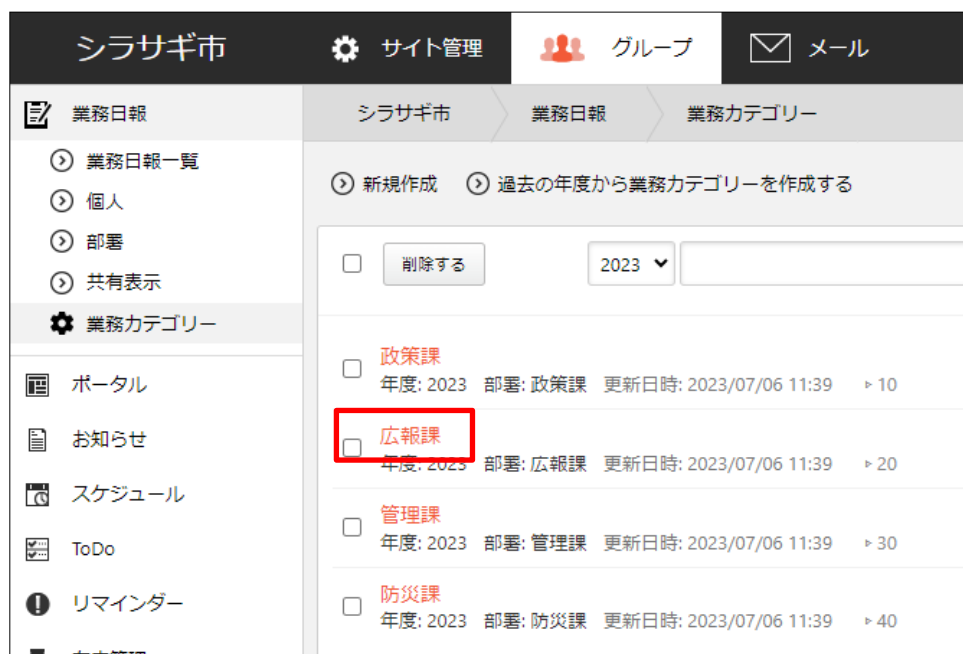 シラサギ市 サイト管理 グループ メール
業務日報
業務日報一覧
個人
部署
共有表示
業務カテゴリー
ポータル
お知らせ
スケジュール
ToDo
リマインダー
シラサギ市 業務日報 業務カテゴリー
新規作成 過去の年度から業務カテゴリーを作成する
削除する 2023
政策課
年度: 2023 部署: 政策課 更新日時: 2023/07/06 11:39 10
広報課
年度: 2023 部署: 広報課 更新日時: 2023/07/06 11:39 20
管理課
年度: 2023 部署: 管理課 更新日時: 2023/07/06 11:39 30
防災課
年度: 2023 部署: 防災課 更新日時: 2023/07/06 11:39 40